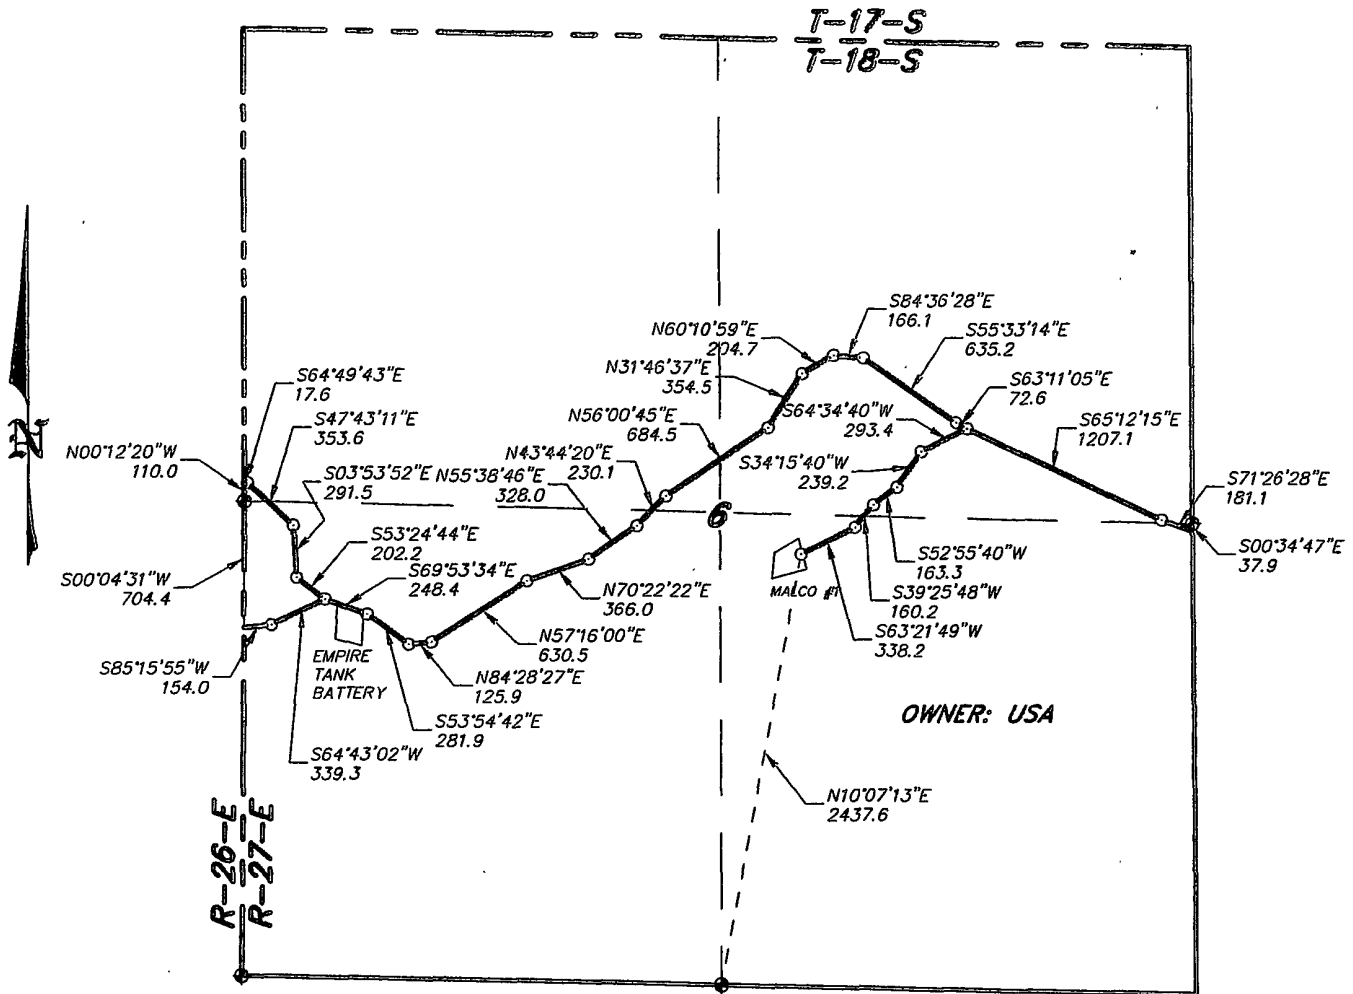 T-17-S
T-18-S
S84°36'28"E
166.1
N60°10'59"E
204.7
S55°33'14"E
635.2
N31°46'37"E
354.5
S63°11'05"E
72.6
S64°49'43"E
17.6
S64°34'40"W
293.4
S65°12'15"E
1207.1
S47°43'11"E
353.6
N56°00'45"E
684.5
N00°12'20"W
110.0
N43°44'20"E
230.1
S34°15'40"W
239.2
S03°53'52"E
291.5
N55°38'46"E
328.0
S71°26'28"E
181.1
6
S53°24'44"E
202.2
S52°55'40"W
163.3
S00°34'47"E
37.9
S00°04'31"W
704.4
S69°53'34"E
248.4
N70°22'22"E
366.0
MALCO #1
S39°25'48"W
160.2
S63°21'49"W
338.2
N57°16'00"E
630.5
S85°15'55"W
154.0
EMPIRE
TANK
BATTERY
N84°28'27"E
125.9
S53°54'42"E
281.9
OWNER: USA
S64°43'02"W
339.3
N10°07'13"E
2437.6
R-26-E
R-27-E
N